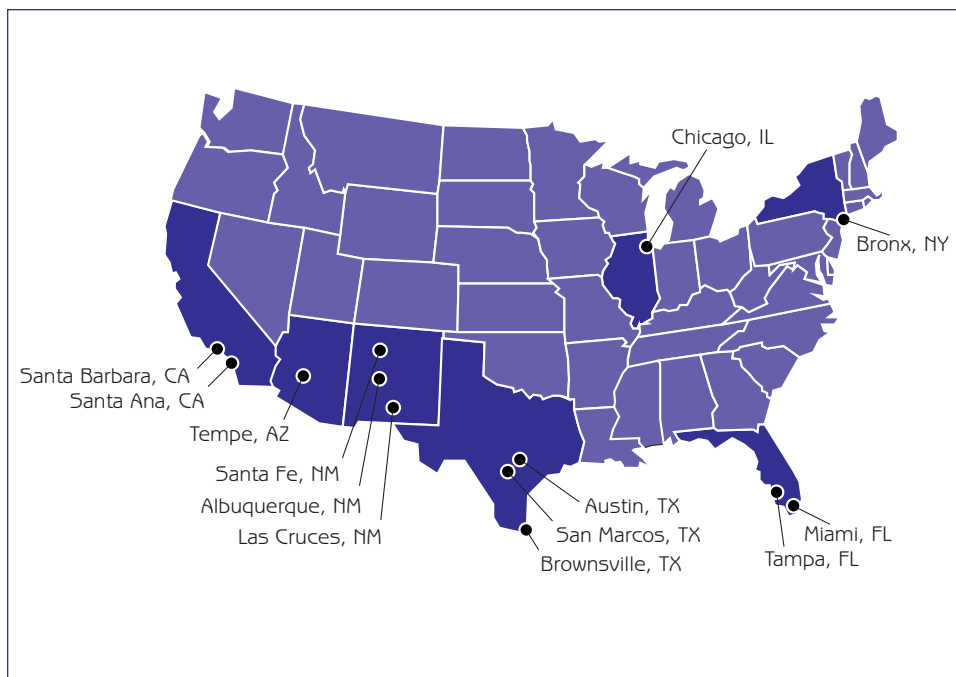 Chicago, IL
Bronx, NY
Santa Barbara, CA
Santa Ana, CA
Tempe, AZ
Santa Fe, NM
Albuquerque, NM
Las Cruces, NM
Austin, TX
San Marcos, TX
Brownsville, TX
Miami, FL
Tampa, FL